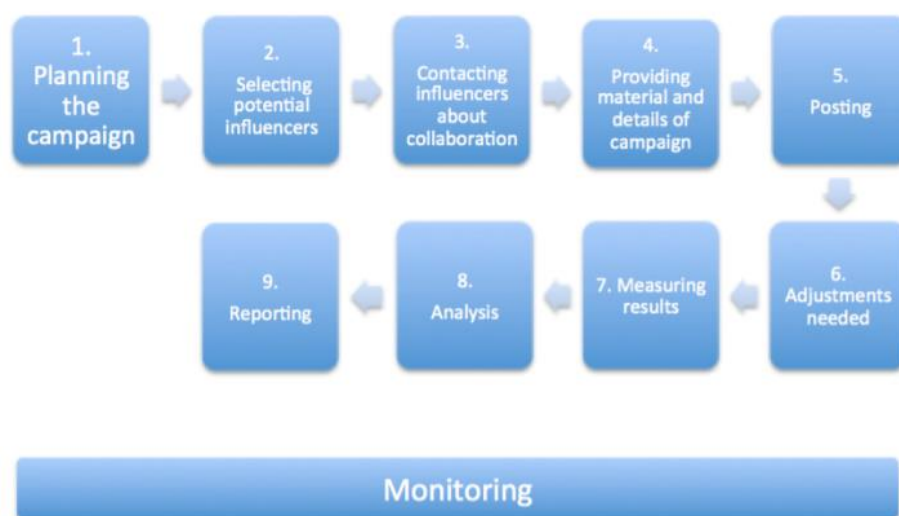 1.
Planning
the
campaign
2.
Selecting
potential
influencers
3.
Contacting
influencers
about
collaboration
4.
Providing
material and
details of
campaign
5.
Posting
6.
Adjustments
needed
7. Measuring
results
8.
Analysis
9.
Reporting
Monitoring